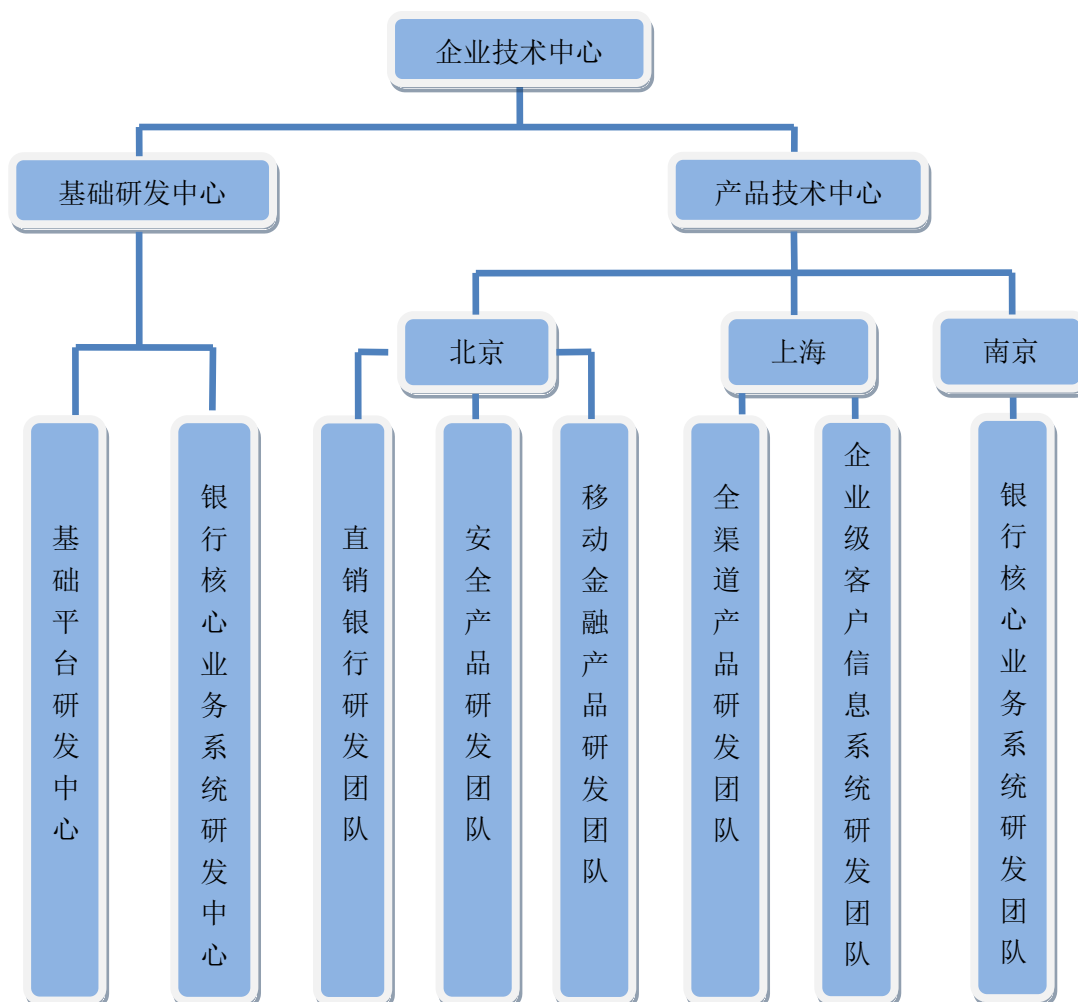 企业技术中心
基础研发中心
产品技术中心
北京
上海
南京
基础平台研发中心
银行核心业务系统研发中心
直销银行研发团队
安全产品研发团队
移动金融产品研发团队
全渠道产品研发团队
企业级客户信息系统研发团队
银行核心业务系统研发团队